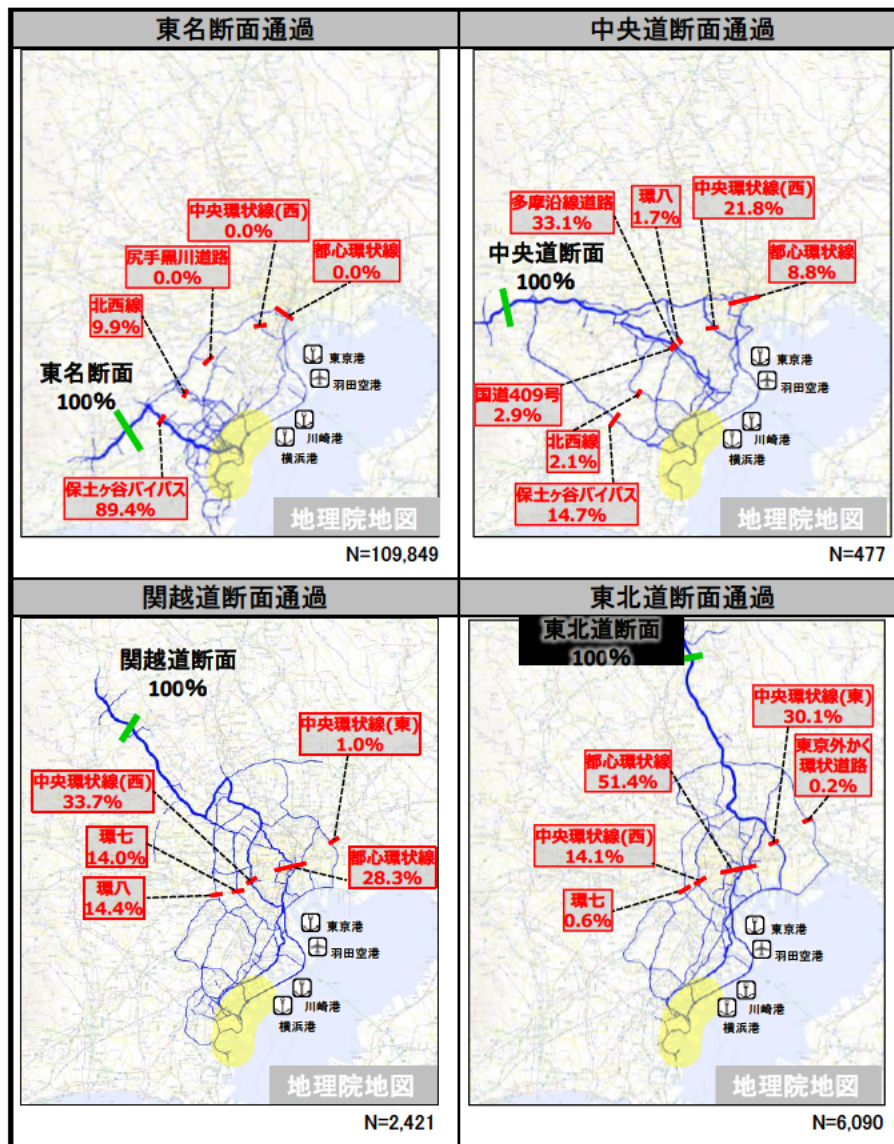 東名断面通過
中央環状線(西)
0.0%
尻手黒川道路
0.0%
都心環状線
0.0%
北西線
9.9%
東名断面
100%
東京港
羽田空港
川崎港
横浜港
保土ヶ谷バイパス
89.4%
地理院地図
N=109,849
中央道断面通過
多摩沿線道路
33.1%
環八
1.7%
中央環状線(西)
21.8%
都心環状線
8.8%
中央道断面
100%
東京港
羽田空港
国道409号
2.9%
川崎港
北西線
2.1%
横浜港
保土ヶ谷バイパス
14.7%
地理院地図
N=477
関越道断面通過
関越道断面
100%
中央環状線(東)
1.0%
中央環状線(西)
33.7%
環七
14.0%
都心環状線
28.3%
環八
14.4%
東京港
羽田空港
川崎港
横浜港
地理院地図
N=2,421
東北道断面通過
東北道断面
100%
中央環状線(東)
30.1%
都心環状線
51.4%
東京外かく
環状道路
0.2%
中央環状線(西)
14.1%
環七
0.6%
東京港
羽田空港
川崎港
横浜港
地理院地図
N=6,090